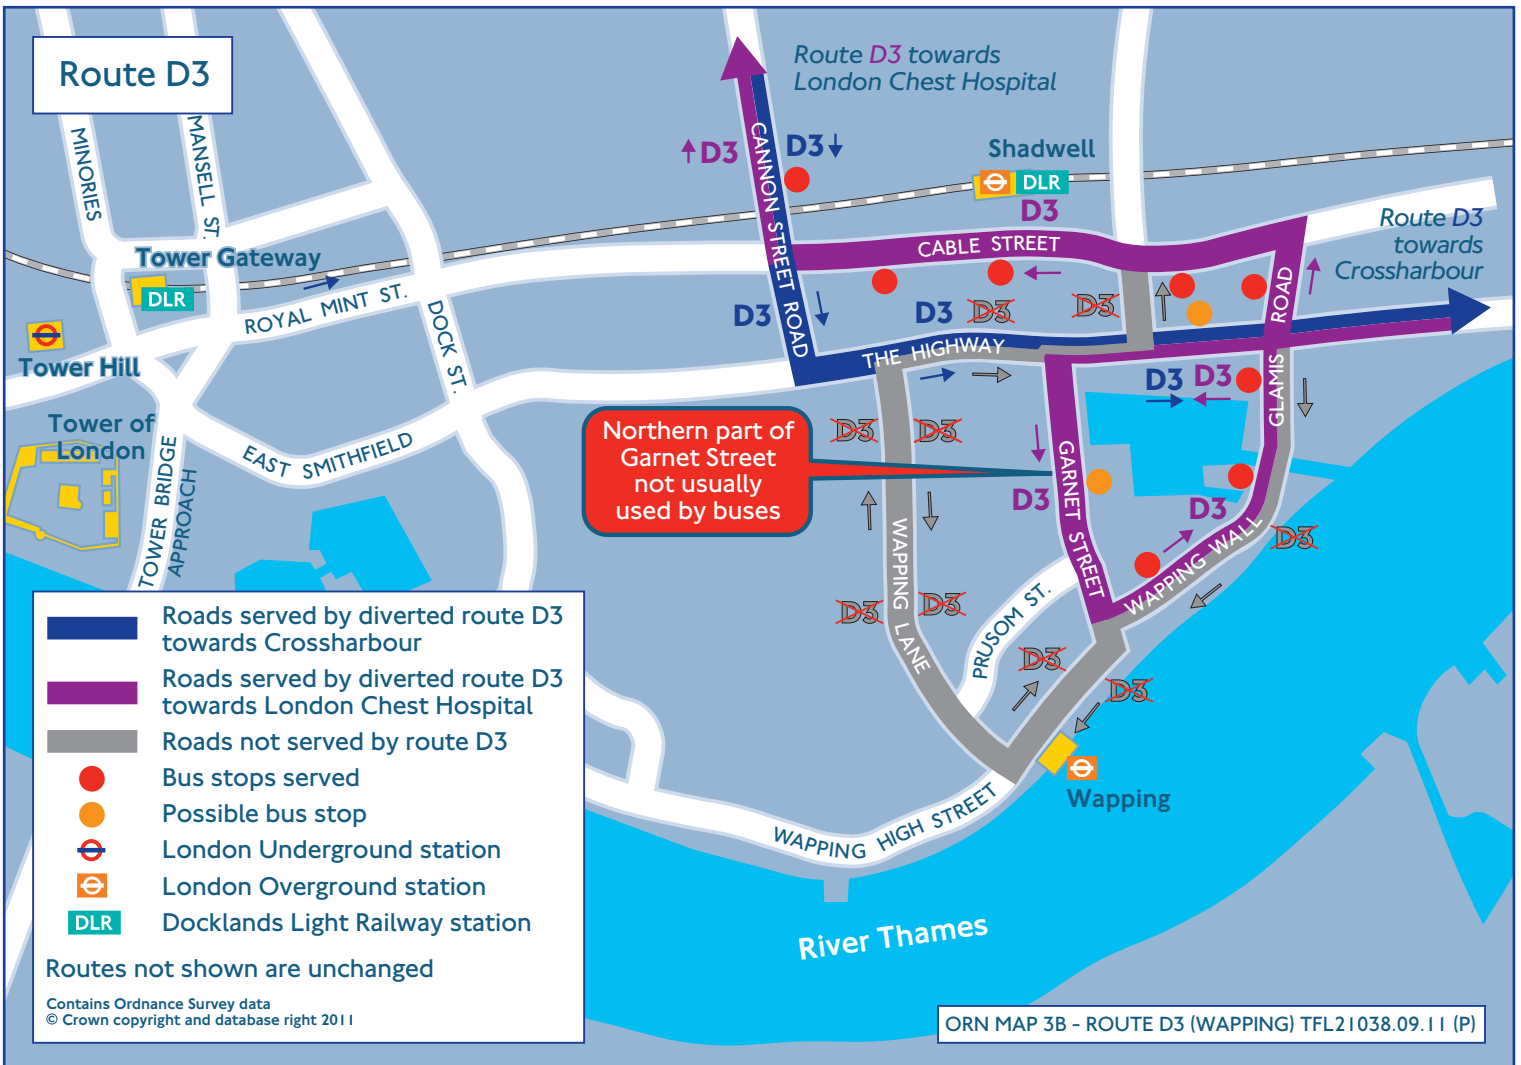 Route D3
Route D3 towards
London Chest Hospital
MINORIES
MANSELL ST.
CANNON STREET ROAD
D3
D3
Shadwell
DLR
D3
Route D3
towards
Crossharbour
CABLE STREET
Tower Gateway
DLR
ROYAL MINT ST.
DOCK ST.
D3
D3
D3
D3
ROAD
THE HIGHWAY
Tower Hill
D3
D3
GLAMIS
Tower of
London
EAST SMITHFIELD
TOWER BRIDGE
APPROACH
Northern part of
Garnet Street
not usually
used by buses
D3
D3
GARNET STREET
D3
D3
D3
WAPPING LANE
WAPPING WALL
PRUSOM ST.
D3
D3
D3
D3
Wapping
WAPPING HIGH STREET
River Thames
Roads served by diverted route D3
towards Crossharbour
Roads served by diverted route D3
towards London Chest Hospital
Roads not served by route D3
Bus stops served
Possible bus stop
London Underground station
London Overground station
DLR
Docklands Light Railway station
Routes not shown are unchanged
Contains Ordnance Survey data
© Crown copyright and database right 2011
ORN MAP 3B - ROUTE D3 (WAPPING) TFL21038.09.11 (P)